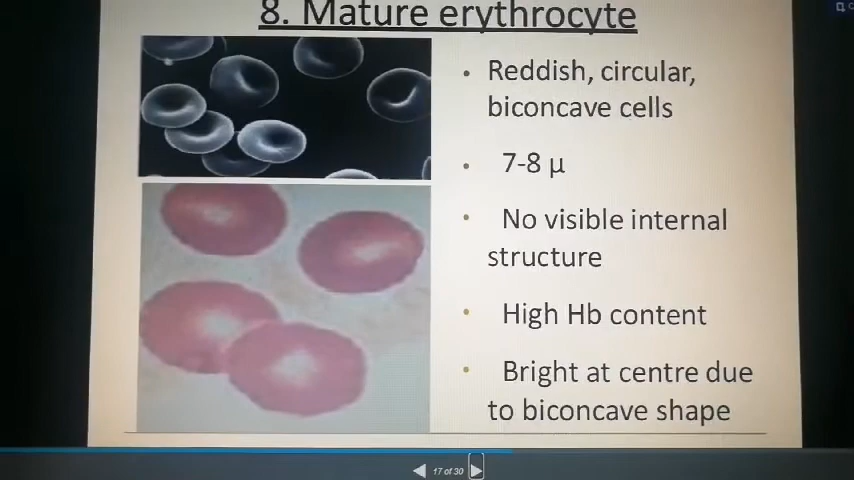 8. Mature erythrocyte
• Reddish, circular,
biconcave cells
• 7-8 μ
• No visible internal
structure
• High Hb content
• Bright at centre due
to biconcave shape
17 of 30